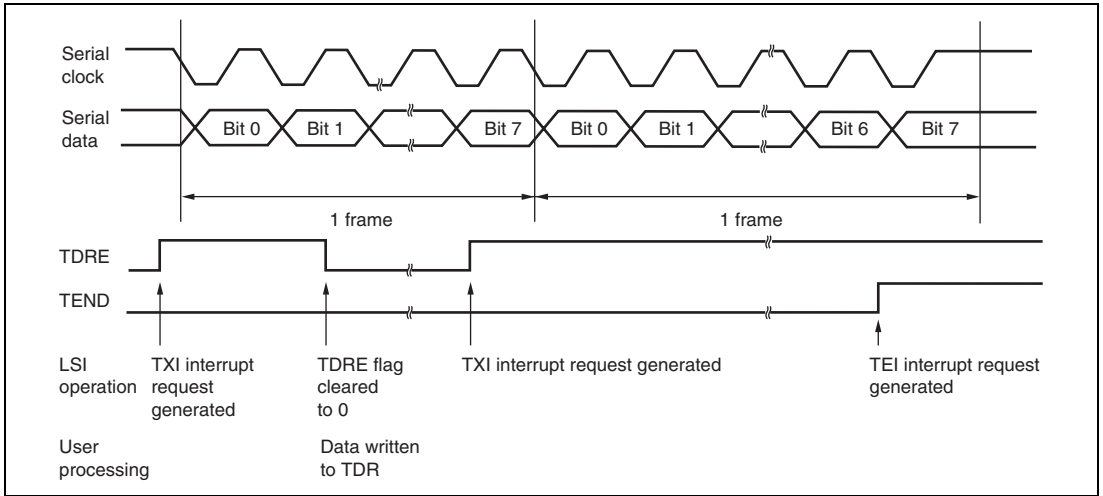 Serial
clock
Serial
data
Bit 0
Bit 1
Bit 7
Bit 0
Bit 1
Bit 6
Bit 7
1 frame
1 frame
TDRE
TEND
LSI
operation
TXI interrupt
request
generated
TDRE flag
cleared
to 0
TXI interrupt request generated
TEI interrupt request
generated
User
processing
Data written
to TDR